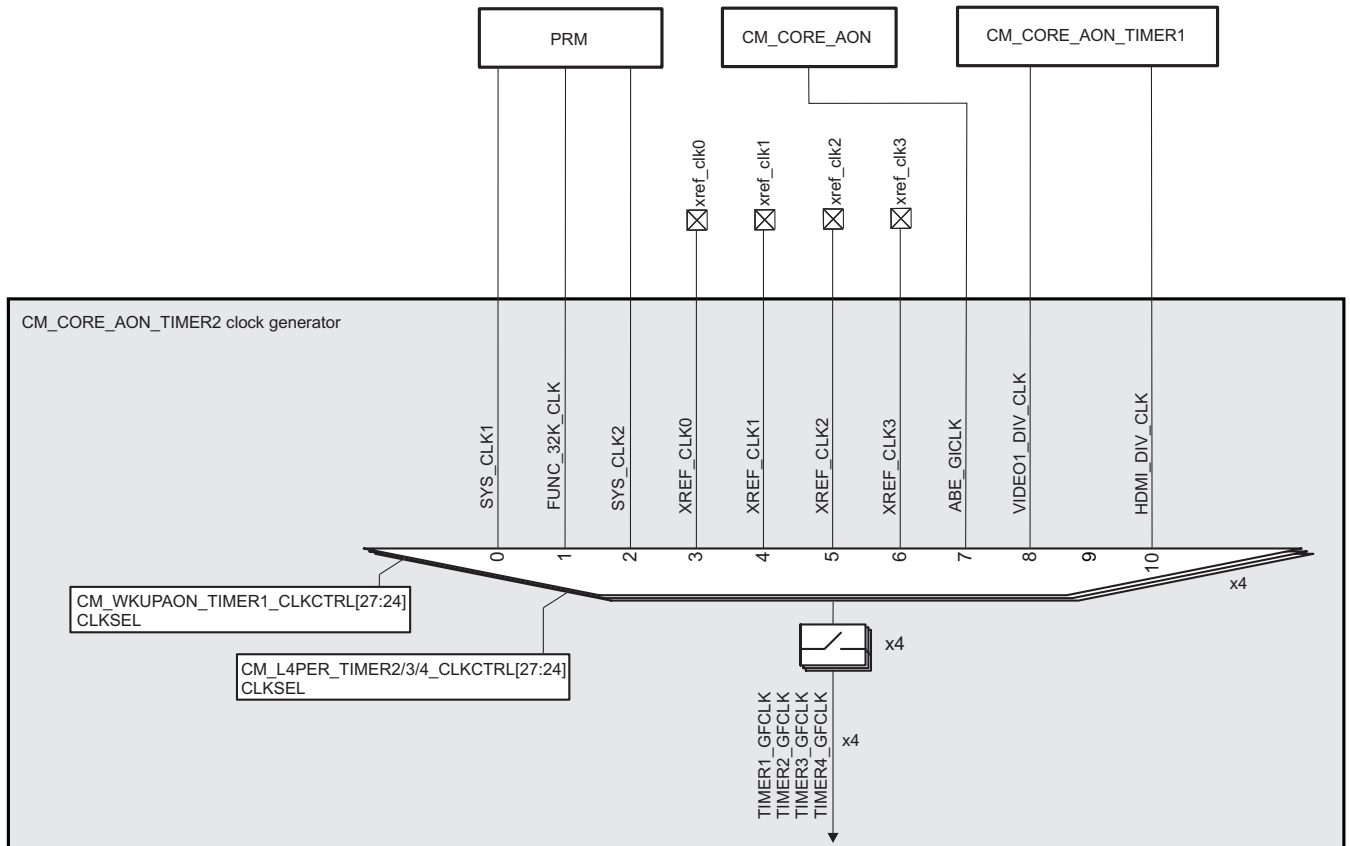 PRM
CM_CORE_AON
CM_CORE_AON_TIMER1
xref_clk0
xref_clk1
xref_clk2
xref_clk3
CM_CORE_AON_TIMER2 clock generator
SYS_CLK1
FUNC_32K_CLK
SYS_CLK2
XREF_CLK0
XREF_CLK1
XREF_CLK2
XREF_CLK3
ABE_GICLK
VIDEO1_DIV_CLK
HDMI_DIV_CLK
0
1
2
3
4
5
6
7
8
9
10
x4
CM_WKUPAON_TIMER1_CLKCTRL[27:24]
CLKSEL
x4
CM_L4PER_TIMER2/3/4_CLKCTRL[27:24]
CLKSEL
TIMER1_GFCLK
TIMER2_GFCLK
TIMER3_GFCLK
TIMER4_GFCLK
x4